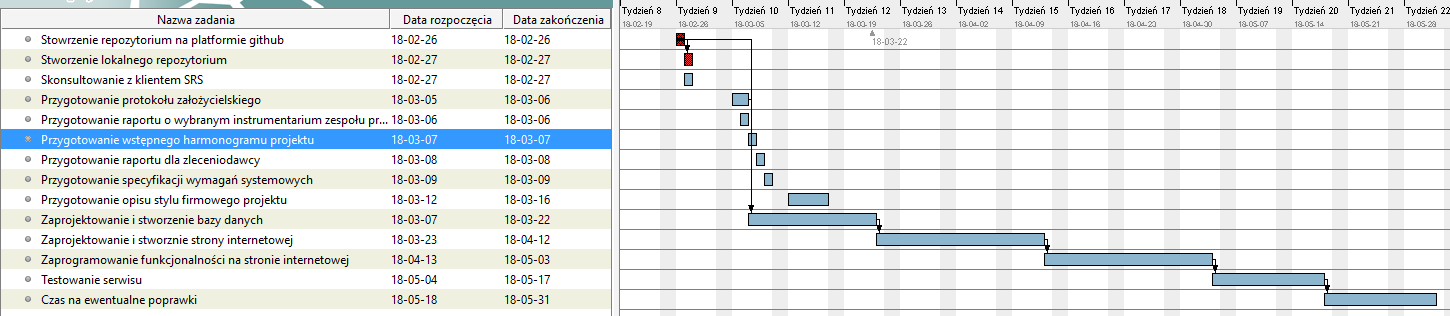 Nazwa zadania Data rozpoczęcia Data zakończenia
Stowrzenie repozytorium na platformie github 18-02-26 18-02-26
Stworzenie lokalnego repozytorium 18-02-27 18-02-27
Skonsultowanie z klientem SRS 18-02-27 18-02-27
Przygotowanie protokołu założycielskiego 18-03-05 18-03-06
Przygotowanie raportu o wybranym instrumentarium zespołu pr... 18-03-06 18-03-06
Przygotowanie wstępnego harmonogramu projektu 18-03-07 18-03-07
Przygotowanie raportu dla zleceniodawcy 18-03-08 18-03-08
Przygotowanie specyfikacji wymagań systemowych 18-03-09 18-03-09
Przygotowanie opisu stylu firmowego projektu 18-03-12 18-03-16
Zaprojektowanie i stworzenie bazy danych 18-03-07 18-03-22
Zaprojektowanie i stworznie strony internetowej 18-03-23 18-04-12
Zaprogramowanie funkcjonalności na stronie internetowej 18-04-13 18-05-03
Testowanie serwisu 18-05-04 18-05-17
Czas na ewentualne poprawki 18-05-18 18-05-31
Tydzień 8 Tydzień 9 Tydzień 10 Tydzień 11 Tydzień 12 Tydzień 13 Tydzień 14 Tydzień 15 Tydzień 16 Tydzień 17 Tydzień 18 Tydzień 19 Tydzień 20 Tydzień 21 Tydzień 22
18-02-19 18-02-26 18-03-05 18-03-12 18-03-19 18-03-26 18-04-02 18-04-09 18-04-16 18-04-23 18-04-30 18-05-07 18-05-14 18-05-21 18-05-28
18-03-22